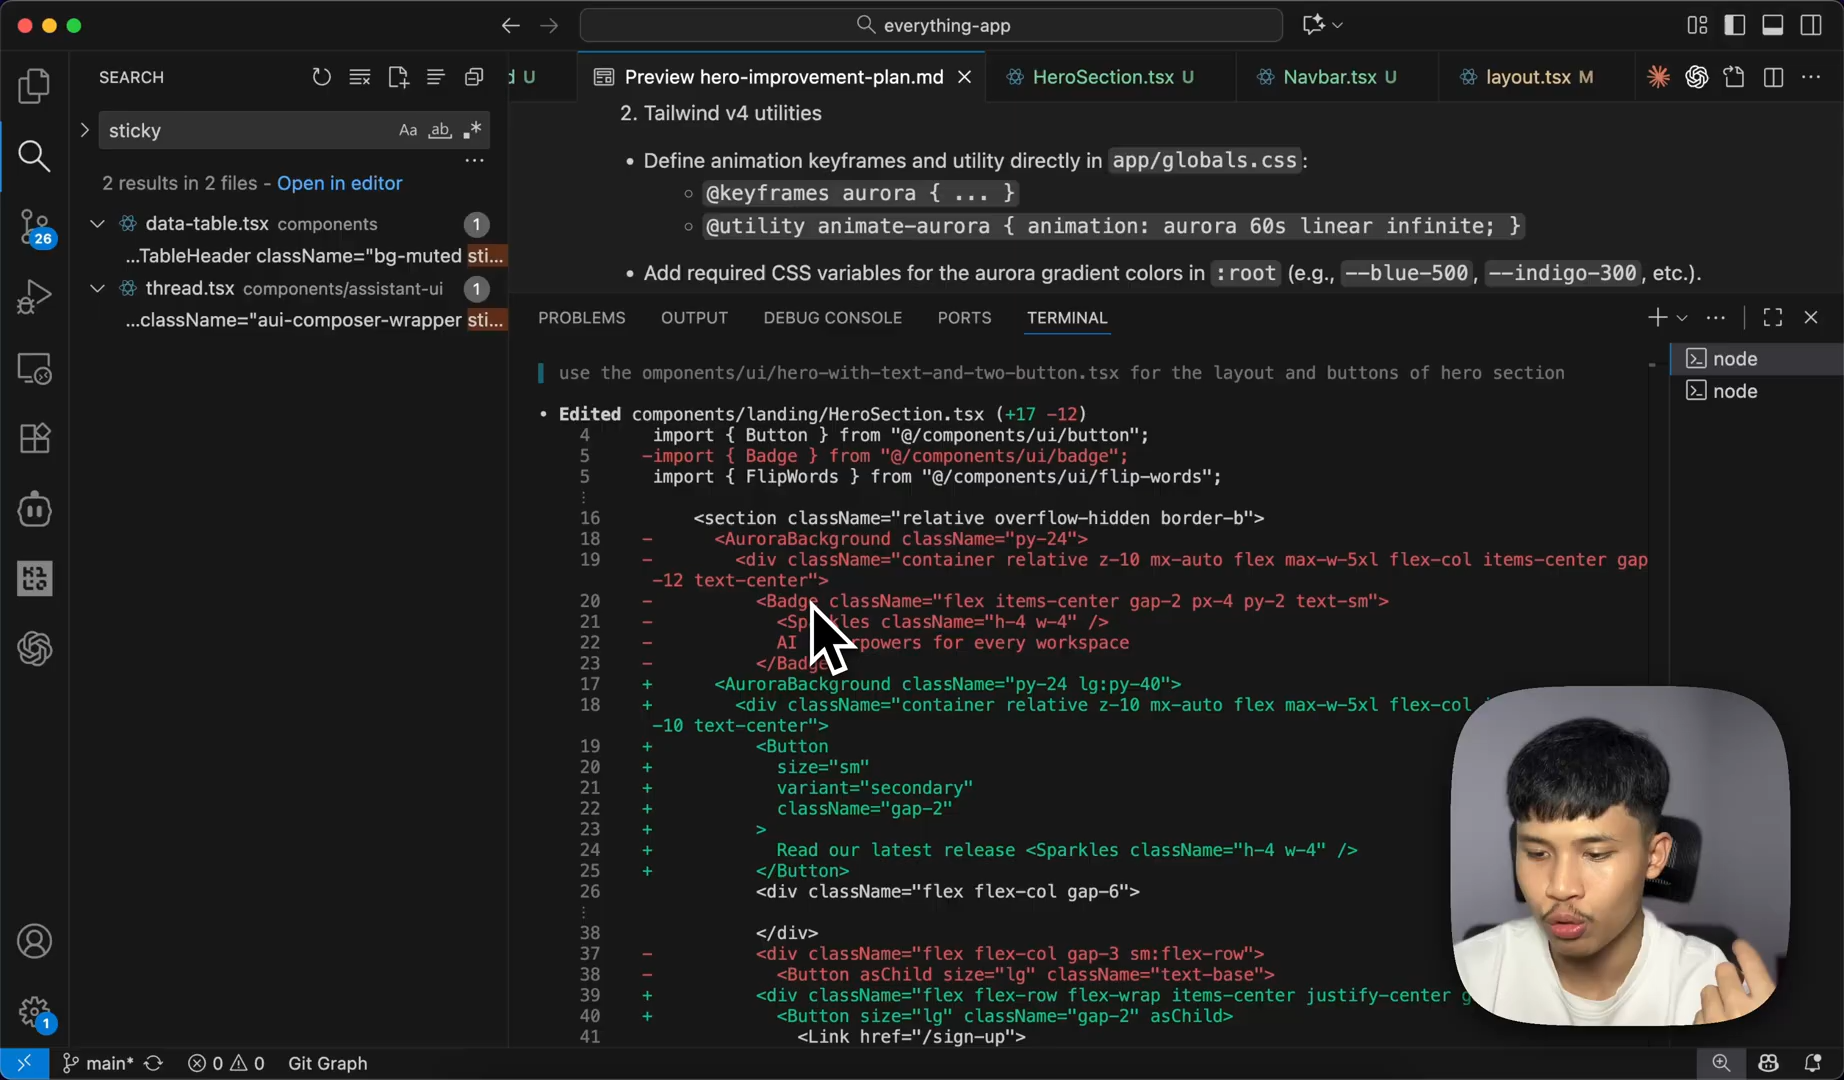 everything-app
SEARCH
sticky
Aa ab .*
2 results in 2 files - Open in editor
data-table.tsx components 1
...TableHeader className="bg-muted sti...
thread.tsx components/assistant-ui 1
...className="aui-composer-wrapper sti...
26
1
d U
Preview hero-improvement-plan.md
HeroSection.tsx U
Navbar.tsx U
layout.tsx M
2. Tailwind v4 utilities
• Define animation keyframes and utility directly in app/globals.css:
@keyframes aurora { ... }
@utility animate-aurora { animation: aurora 60s linear infinite; }
• Add required CSS variables for the aurora gradient colors in :root (e.g., --blue-500, --indigo-300, etc.).
PROBLEMS OUTPUT DEBUG CONSOLE PORTS TERMINAL
node
node
use the omponents/ui/hero-with-text-and-two-button.tsx for the layout and buttons of hero section
• Edited components/landing/HeroSection.tsx (+17 -12)
4 import { Button } from "@/components/ui/button";
5 -import { Badge } from "@/components/ui/badge";
5 import { FlipWords } from "@/components/ui/flip-words";
⋮
16 <section className="relative overflow-hidden border-b">
18 - <AuroraBackground className="py-24">
19 - <div className="container relative z-10 mx-auto flex max-w-5xl flex-col items-center gap
-12 text-center">
20 - <Badge className="flex items-center gap-2 px-4 py-2 text-sm">
21 - <Sp kles className="h-4 w-4" />
22 - AI rpowers for every workspace
23 - </Badg
17 + <AuroraBackground className="py-24 lg:py-40">
18 + <div className="container relative z-10 mx-auto flex max-w-5xl flex-col
-10 text-center">
19 + <Button
20 + size="sm"
21 + variant="secondary"
22 + className="gap-2"
23 + >
24 + Read our latest release <Sparkles className="h-4 w-4" />
25 + </Button>
26 <div className="flex flex-col gap-6">
⋮
38 </div>
37 - <div className="flex flex-col gap-3 sm:flex-row">
38 - <Button asChild size="lg" className="text-base">
39 + <div className="flex flex-row flex-wrap items-center justify-center g
40 + <Button size="lg" className="gap-2" asChild>
41 <Link href="/sign-up">
main* 0 0 Git Graph